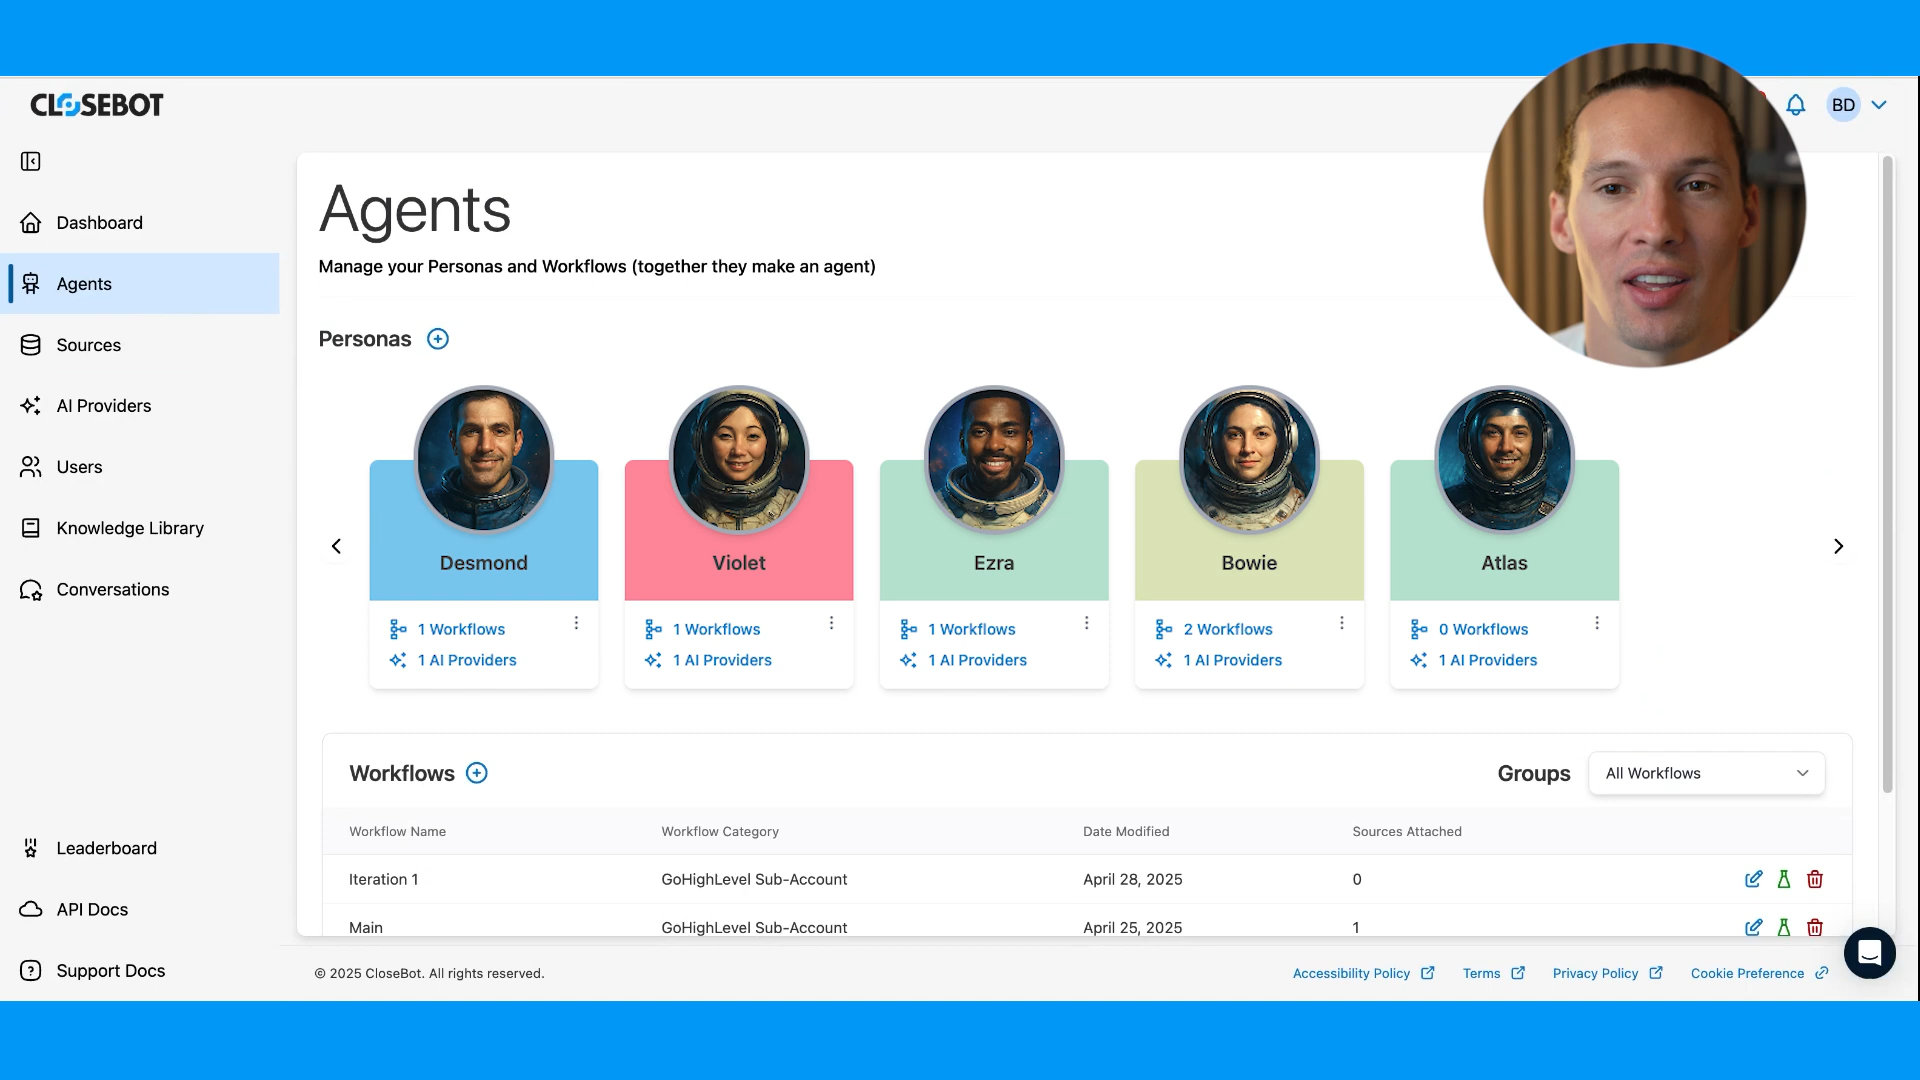 CLOSEBOT
BD
Dashboard
Agents
Sources
AI Providers
Users
Knowledge Library
Conversations
Leaderboard
API Docs
Support Docs
Agents
Manage your Personas and Workflows (together they make an agent)
Personas
Desmond
1 Workflows
1 AI Providers
Violet
1 Workflows
1 AI Providers
Ezra
1 Workflows
1 AI Providers
Bowie
2 Workflows
1 AI Providers
Atlas
0 Workflows
1 AI Providers
Workflows
Groups
All Workflows
Workflow Name Workflow Category Date Modified Sources Attached
Iteration 1 GoHighLevel Sub-Account April 28, 2025 0
Main GoHighLevel Sub-Account April 25, 2025 1
© 2025 CloseBot. All rights reserved.
Accessibility Policy Terms Privacy Policy Cookie Preference